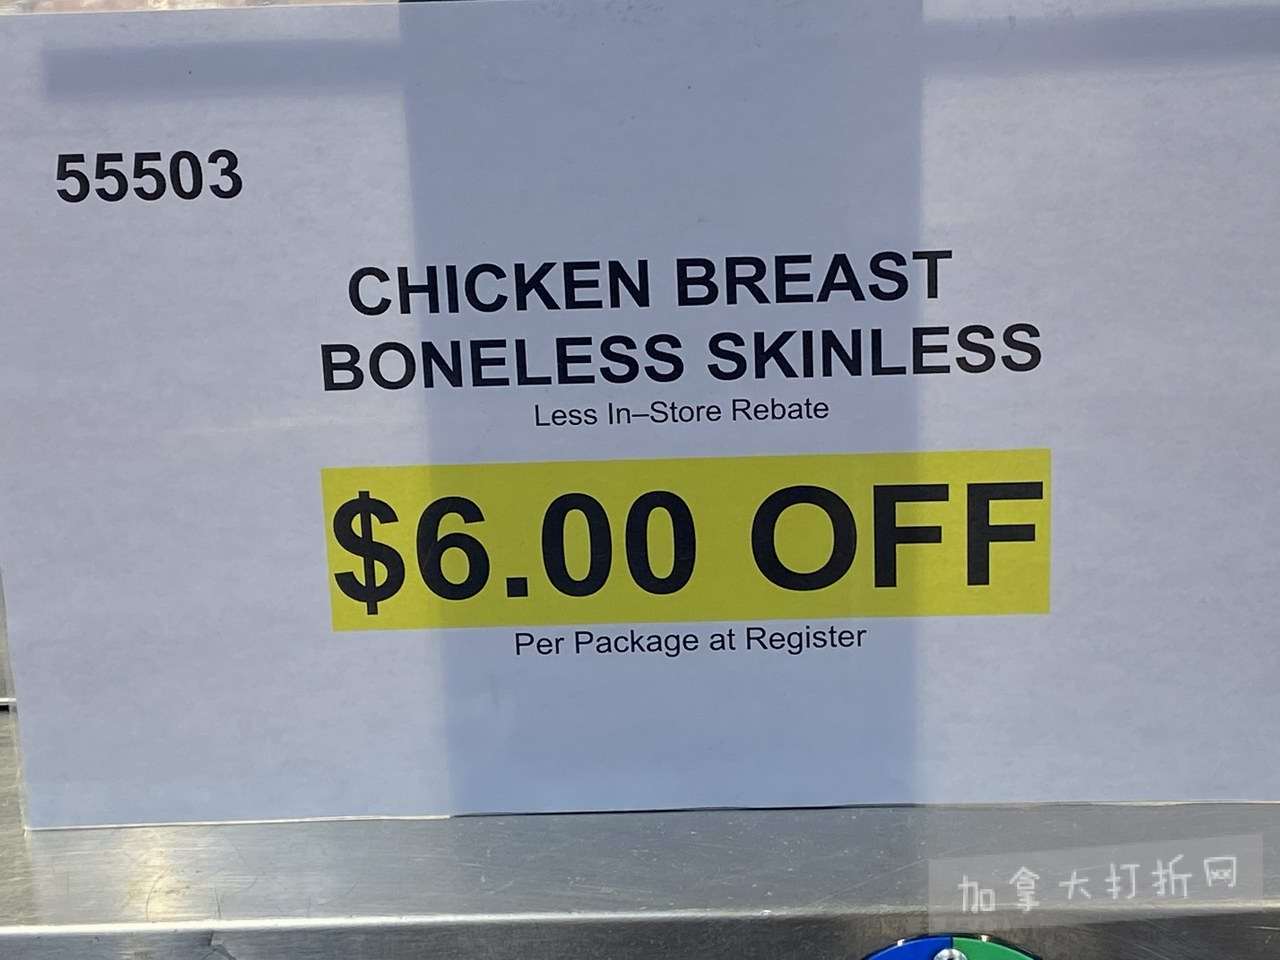 55503
CHICKEN BREAST
BONELESS SKINLESS
Less In–Store Rebate
$6.00 OFF
Per Package at Register
加拿大打折网